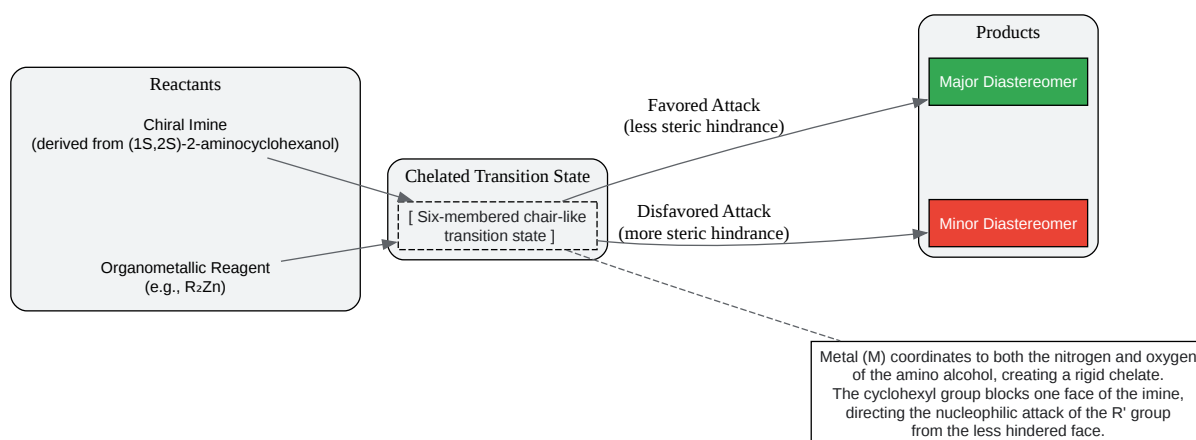 Reactants
Chiral Imine
(derived from (1S,2S)-2-aminocyclohexanol)
Organometallic Reagent
(e.g., R₂Zn)
Chelated Transition State
[ Six-membered chair-like
transition state ]
Favored Attack
(less steric hindrance)
Disfavored Attack
(more steric hindrance)
Products
Major Diastereomer
Minor Diastereomer
Metal (M) coordinates to both the nitrogen and oxygen
of the amino alcohol, creating a rigid chelate.
The cyclohexyl group blocks one face of the imine,
directing the nucleophilic attack of the R' group
from the less hindered face.